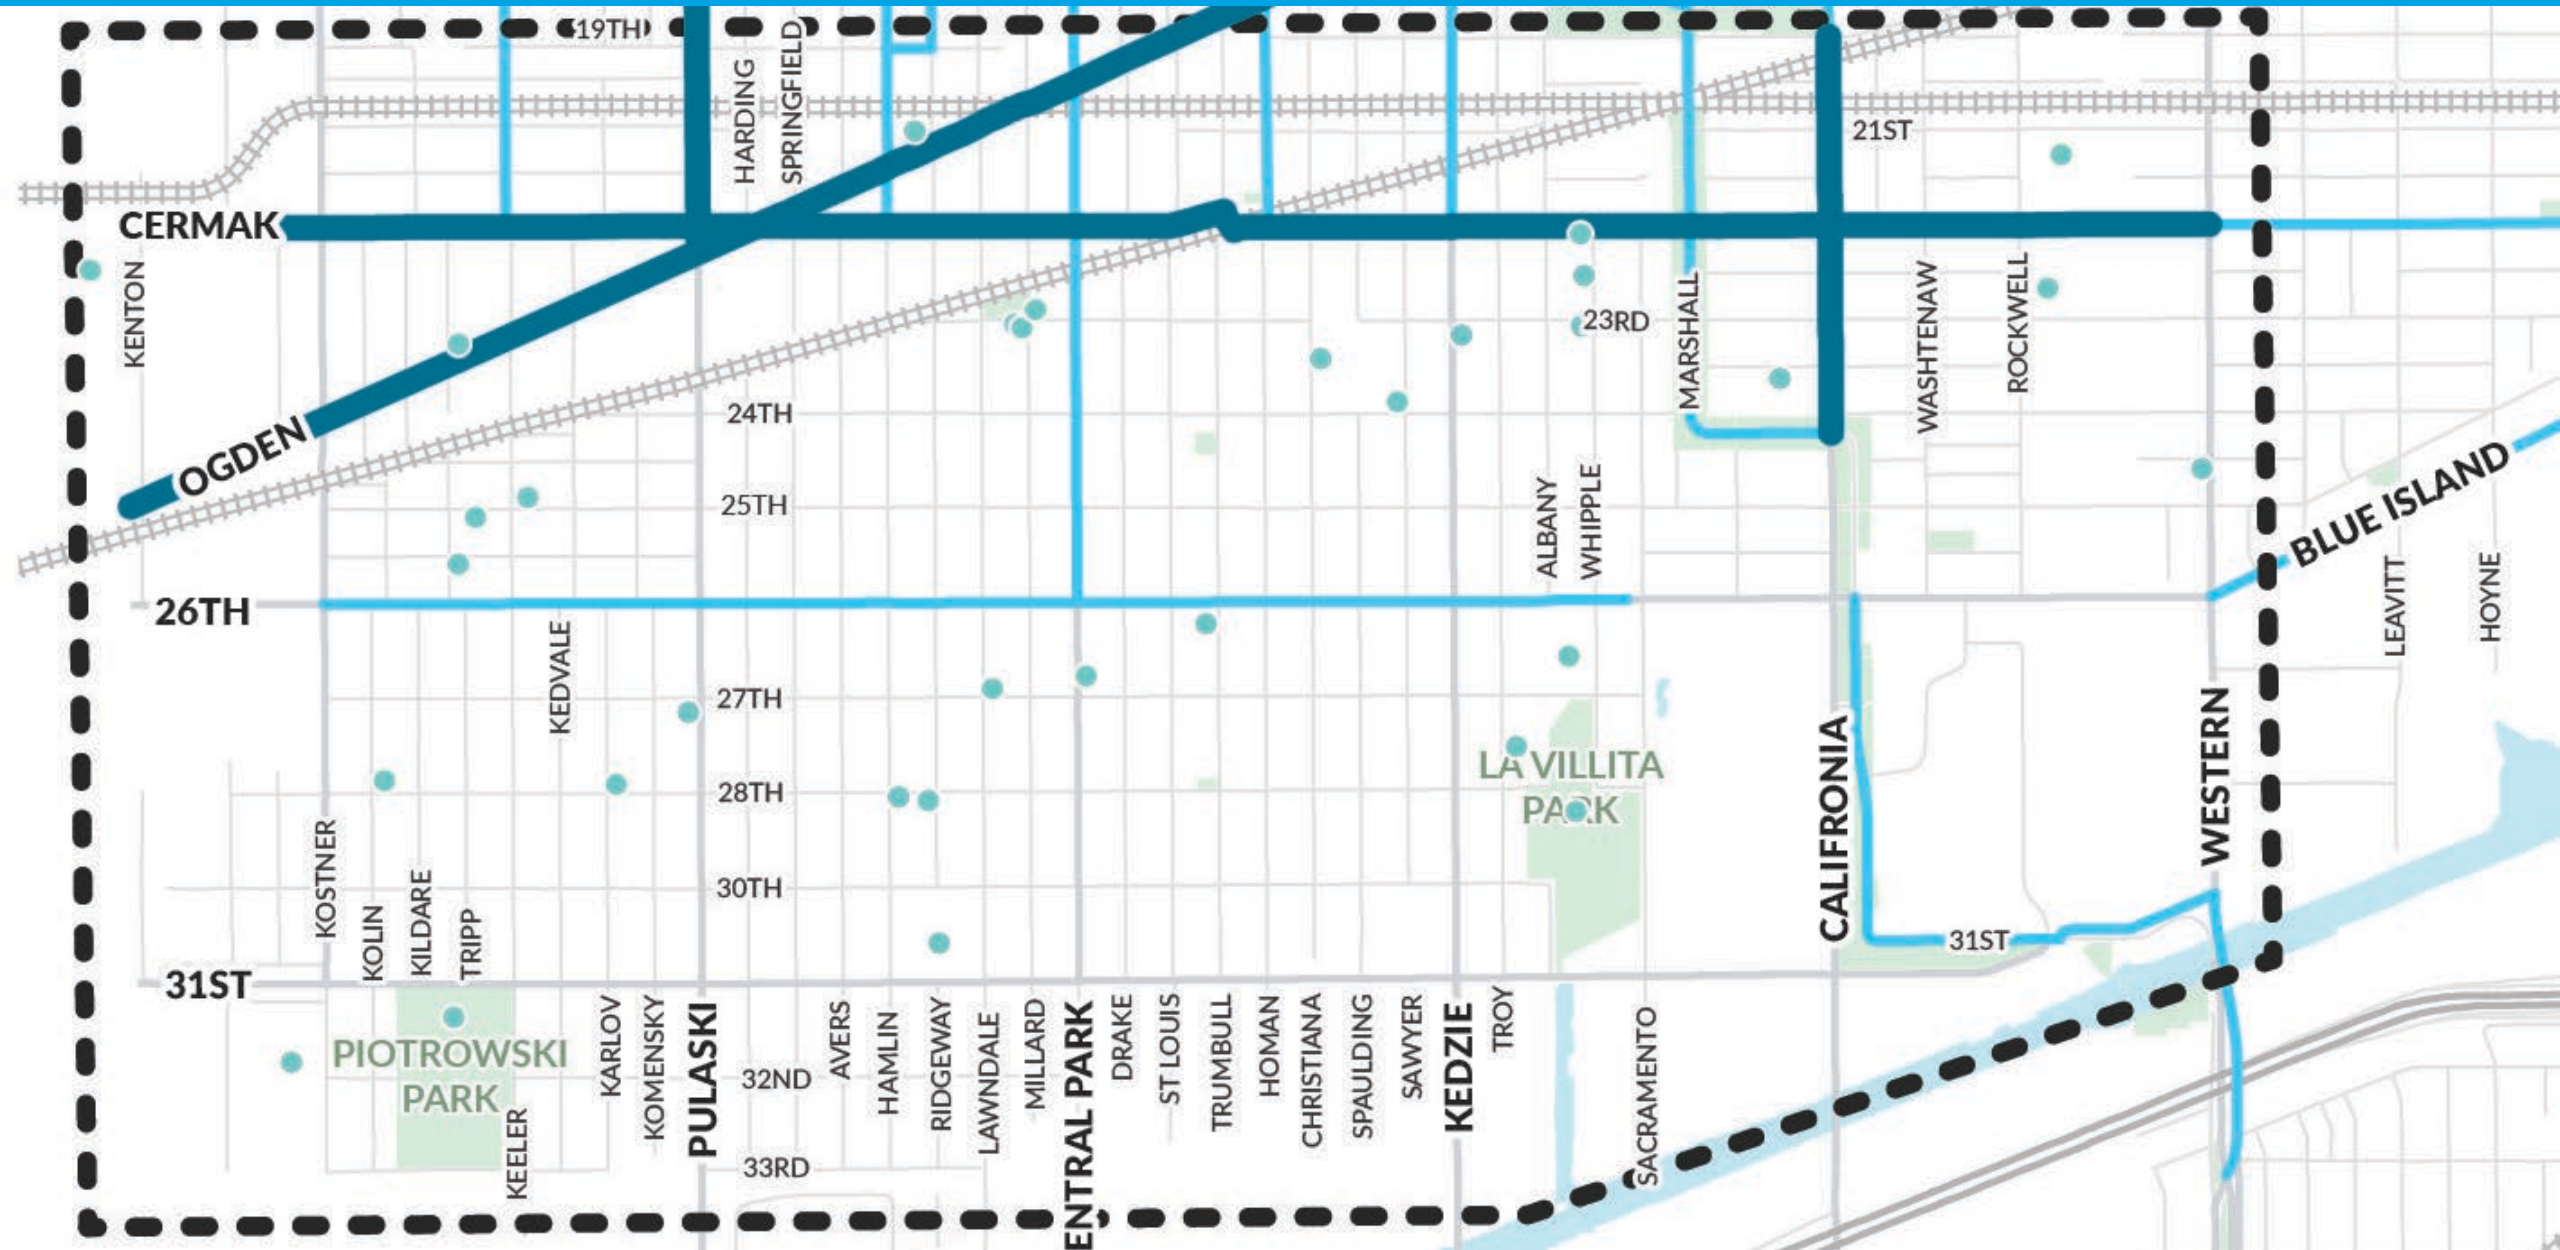 19TH
HARDING
SPRINGFIELD
21ST
CERMAK
KENTON
23RD
MARSHALL
WASHTENAW
ROCKWELL
24TH
OGDEN
25TH
ALBANY
WHIPPLE
BLUE ISLAND
26TH
KEDVALE
LEAVITT
HOYNE
27TH
LA VILLITA
PARK
28TH
CALIFRONIA
WESTERN
KOSTNER
KOLIN
KILDARE
TRIPP
30TH
31ST
31ST
PIOTROWSKI
PARK
KEELER
KARLOV
KOMENSKY
PULASKI
32ND
33RD
AVERS
HAMLIN
RIDGEWAY
LAWNDALE
MILLARD
ENTRAL PARK
DRAKE
ST LOUIS
TRUMBULL
HOMAN
CHRISTIANA
SPAULDING
SAWYER
KEDZIE
TROY
SACRAMENTO